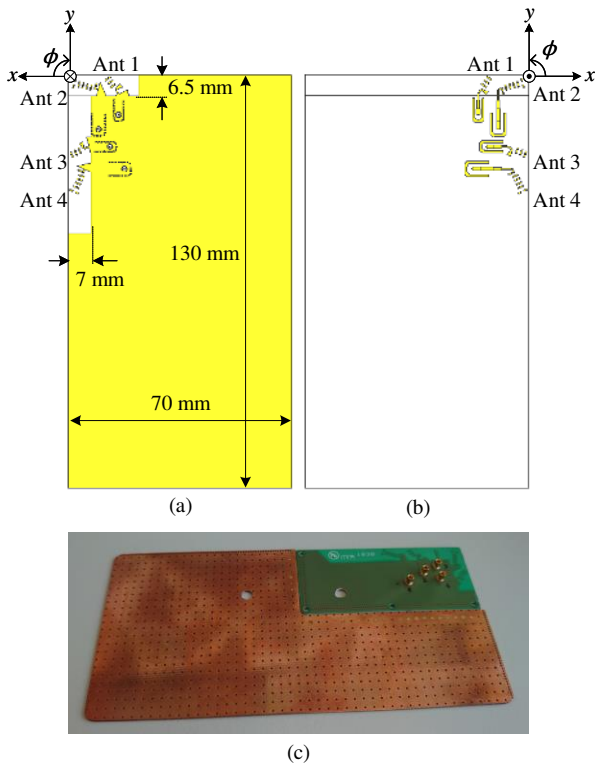 y
y
ϕ
Ant 1
Ant 1
ϕ
x
x
Ant 2
6.5 mm
Ant 2
Ant 3
Ant 3
Ant 4
Ant 4
130 mm
7 mm
70 mm
(a)
(b)
(c)